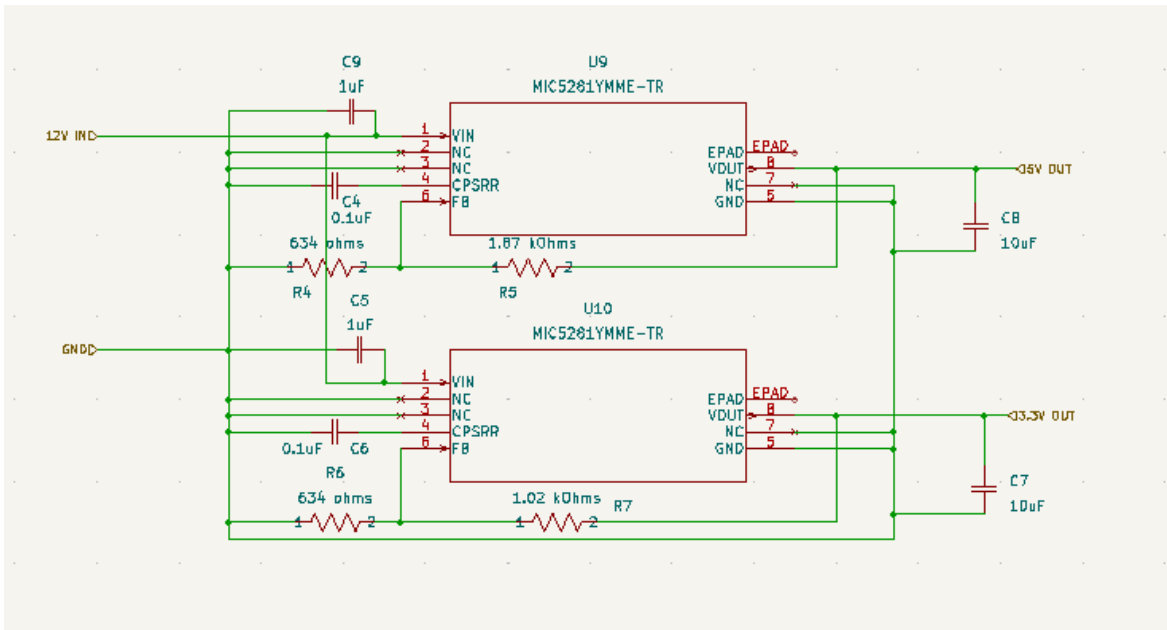 C9
1uF
U9
MIC5281YMME-TR
12V IN
1
VIN
2
NC
3
NC
4
CPSRR
6
FB
EPAD
EPAD
VOUT
8
NC
7
GND
5
5V OUT
C4
0.1uF
C8
10uF
634 ohms
1.87 kOhms
1
2
1
2
R4
R5
C5
1uF
U10
MIC5281YMME-TR
GND
1
VIN
2
NC
3
NC
4
CPSRR
6
FB
EPAD
EPAD
VOUT
8
NC
7
GND
5
3.3V OUT
0.1uF
C6
C7
10uF
R6
634 ohms
1.02 kOhms
R7
1
2
1
2